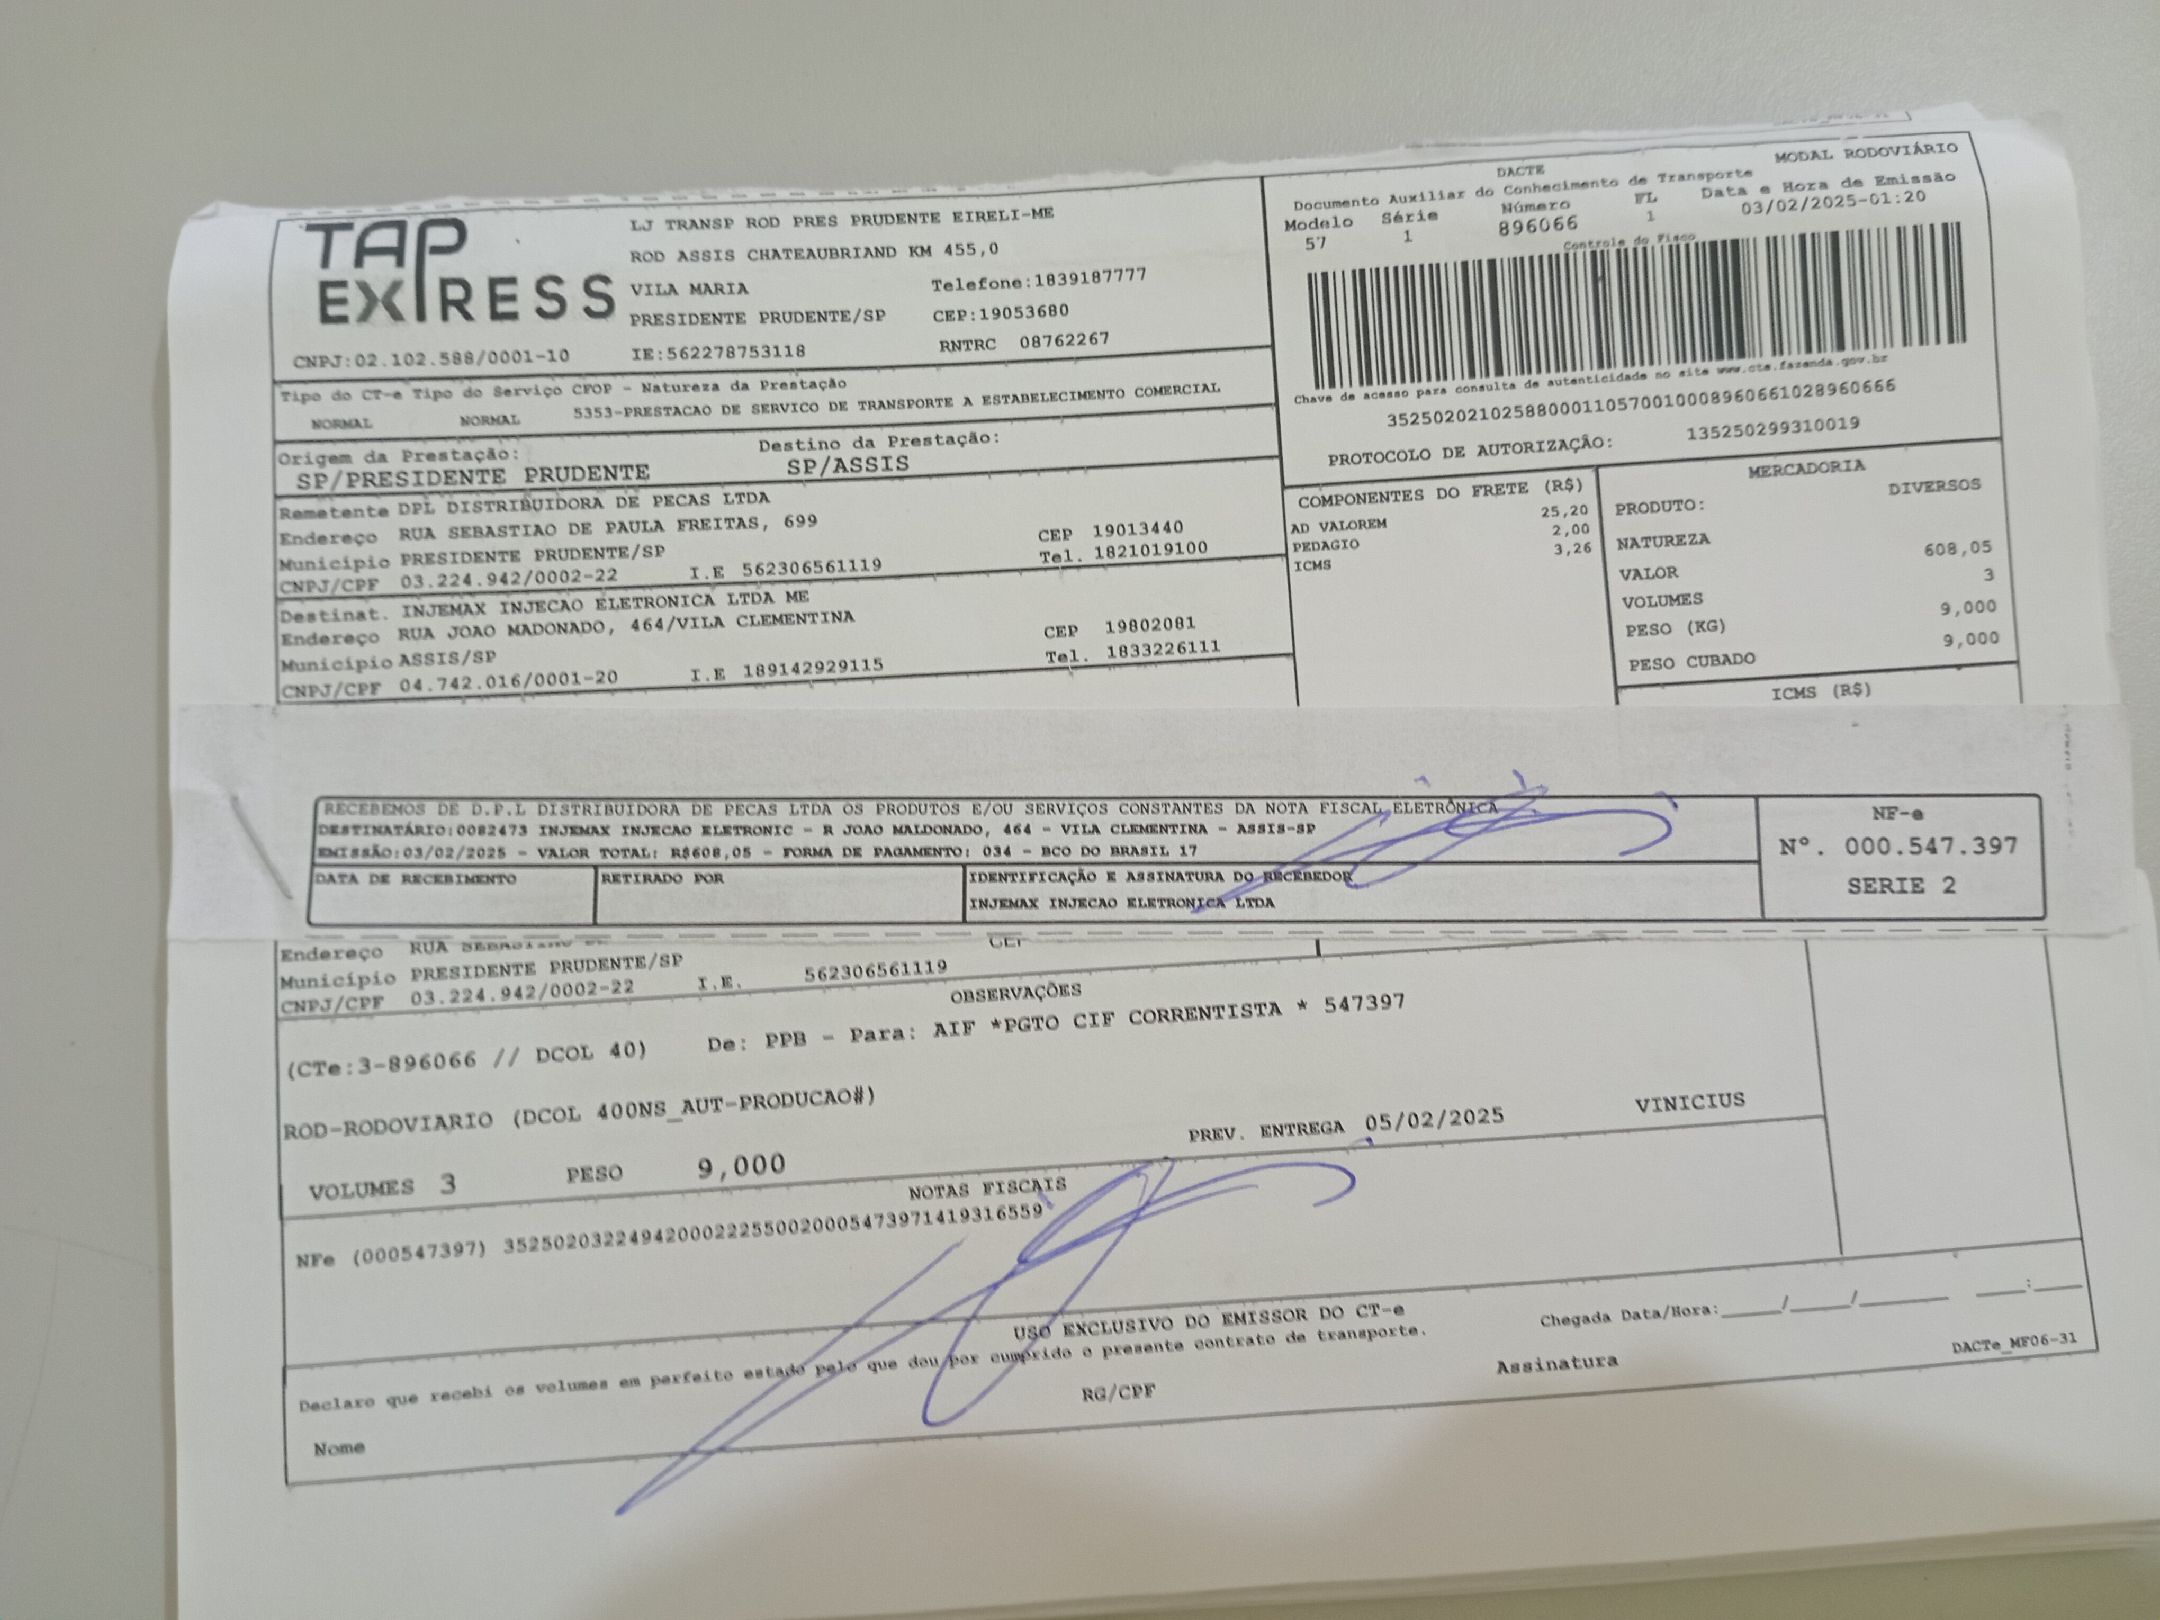 TAP
EXPRESS
LJ TRANSP ROD PRES PRUDENTE EIRELI-ME
ROD ASSIS CHATEAUBRIAND KM 455,0
VILA MARIA Telefone:1839187777
PRESIDENTE PRUDENTE/SP CEP:19053680
CNPJ:02.102.588/0001-10 IE:562278753118 RNTRC 08762267
DACTE MODAL RODOVIÁRIO
Documento Auxiliar do Conhecimento de Transporte
Modelo Série Número FL Data e Hora de Emissão
57 1 896066 1 03/02/2025-01:20
Controle do Fisco
Chave de acesso para consulta de autenticidade no site www.cte.fazenda.gov.br
35250202102588000110570010008960661028960666
PROTOCOLO DE AUTORIZAÇÃO: 135250299310019
Tipo do CT-e Tipo do Serviço CFOP - Natureza da Prestação
NORMAL NORMAL 5353-PRESTACAO DE SERVICO DE TRANSPORTE A ESTABELECIMENTO COMERCIAL
Origem da Prestação: Destino da Prestação:
SP/PRESIDENTE PRUDENTE SP/ASSIS
Remetente DPL DISTRIBUIDORA DE PECAS LTDA
Endereço RUA SEBASTIAO DE PAULA FREITAS, 699 CEP 19013440
Município PRESIDENTE PRUDENTE/SP Tel. 1821019100
CNPJ/CPF 03.224.942/0002-22 I.E 562306561119
Destinat. INJEMAX INJECAO ELETRONICA LTDA ME
Endereço RUA JOAO MADONADO, 464/VILA CLEMENTINA CEP 19802081
Município ASSIS/SP Tel. 1833226111
CNPJ/CPF 04.742.016/0001-20 I.E 189142929115
COMPONENTES DO FRETE (R$)
AD VALOREM 25,20
PEDAGIO 2,00
ICMS 3,26
MERCADORIA
PRODUTO: DIVERSOS
NATUREZA
VALOR 608,05
VOLUMES 3
PESO (KG) 9,000
PESO CUBADO 9,000
ICMS (R$)
RECEBEMOS DE D.P.L DISTRIBUIDORA DE PECAS LTDA OS PRODUTOS E/OU SERVIÇOS CONSTANTES DA NOTA FISCAL ELETRÔNICA
DESTINATÁRIO:0082473 INJEMAX INJECAO ELETRONIC - R JOAO MALDONADO, 464 - VILA CLEMENTINA - ASSIS-SP
EMISSÃO:03/02/2025 - VALOR TOTAL: R$608,05 - FORMA DE PAGAMENTO: 034 - BCO DO BRASIL 17
DATA DE RECEBIMENTO RETIRADO POR IDENTIFICAÇÃO E ASSINATURA DO RECEBEDOR
INJEMAX INJECAO ELETRONICA LTDA
NF-e
Nº. 000.547.397
SERIE 2
Endereço RUA SEBASTIAO DE CEP
Município PRESIDENTE PRUDENTE/SP
CNPJ/CPF 03.224.942/0002-22 I.E. 562306561119
OBSERVAÇÕES
(CTe:3-896066 // DCOL 40) De: PPB - Para: AIF *PGTO CIF CORRENTISTA * 547397
ROD-RODOVIARIO (DCOL 400NS_AUT-PRODUCAO#)
PREV. ENTREGA 05/02/2025 VINICIUS
VOLUMES 3 PESO 9,000
NOTAS FISCAIS
NFe (000547397) 35250203224942000222550020005473971419316559
USO EXCLUSIVO DO EMISSOR DO CT-e
Declaro que recebi os volumes em perfeito estado pelo que dou por cumprido o presente contrato de transporte.
Chegada Data/Hora:____/____/______ ___:___
Nome RG/CPF Assinatura
DACTe_MF06-31